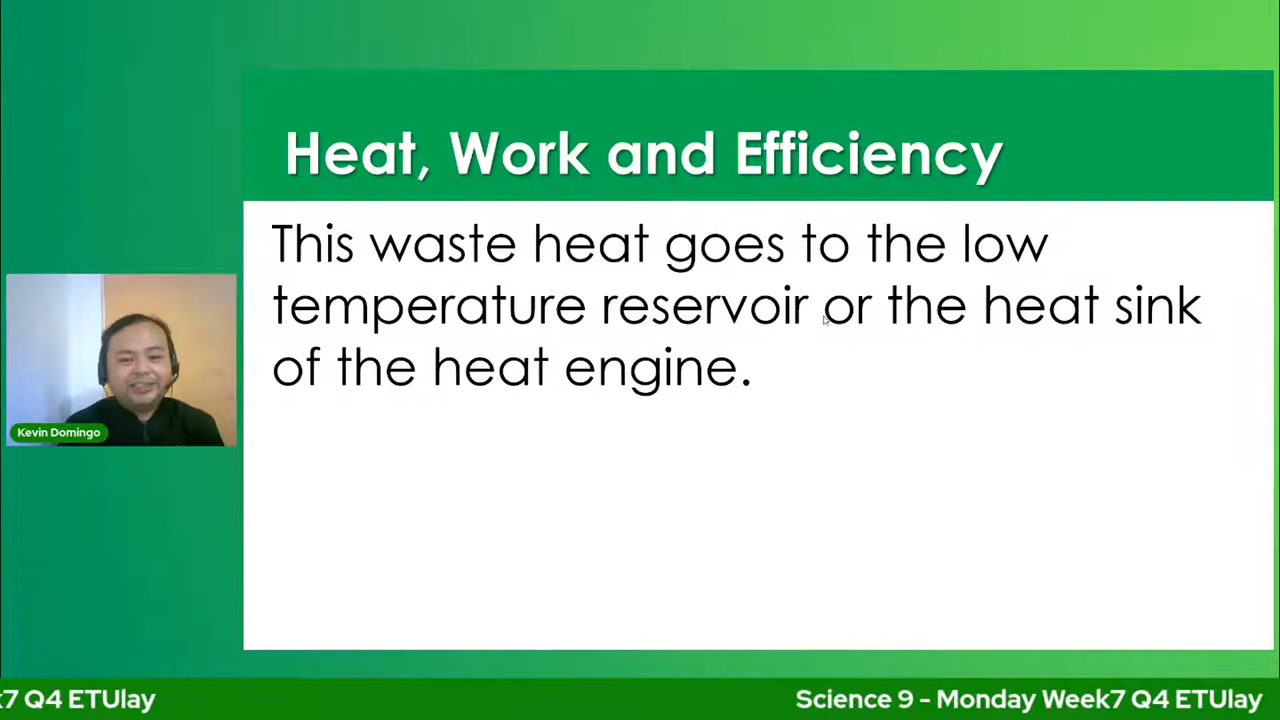 Heat, Work and Efficiency
This waste heat goes to the low
temperature reservoir or the heat sink
of the heat engine.
Kevin Domingo
k7 Q4 ETUlay
Science 9 - Monday Week7 Q4 ETUlay